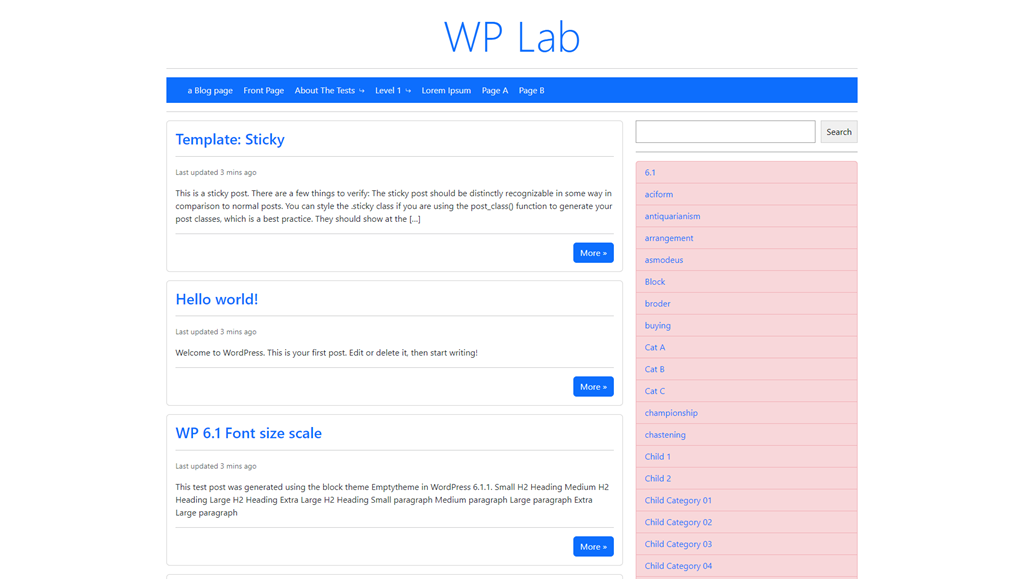 WP Lab
a Blog page Front Page About The Tests ↪ Level 1 ↪ Lorem Ipsum Page A Page B
Template: Sticky
Last updated 3 mins ago
This is a sticky post. There are a few things to verify: The sticky post should be distinctly recognizable in some way in
comparison to normal posts. You can style the .sticky class if you are using the post_class() function to generate your
post classes, which is a best practice. They should show at the [...]
More »
Hello world!
Last updated 3 mins ago
Welcome to WordPress. This is your first post. Edit or delete it, then start writing!
More »
WP 6.1 Font size scale
Last updated 3 mins ago
This test post was generated using the block theme Emptytheme in WordPress 6.1.1. Small H2 Heading Medium H2
Heading Large H2 Heading Extra Large H2 Heading Small paragraph Medium paragraph Large paragraph Extra
Large paragraph
More »
Search
6.1
aciform
antiquarianism
arrangement
asmodeus
Block
broder
buying
Cat A
Cat B
Cat C
championship
chastening
Child 1
Child 2
Child Category 01
Child Category 02
Child Category 03
Child Category 04